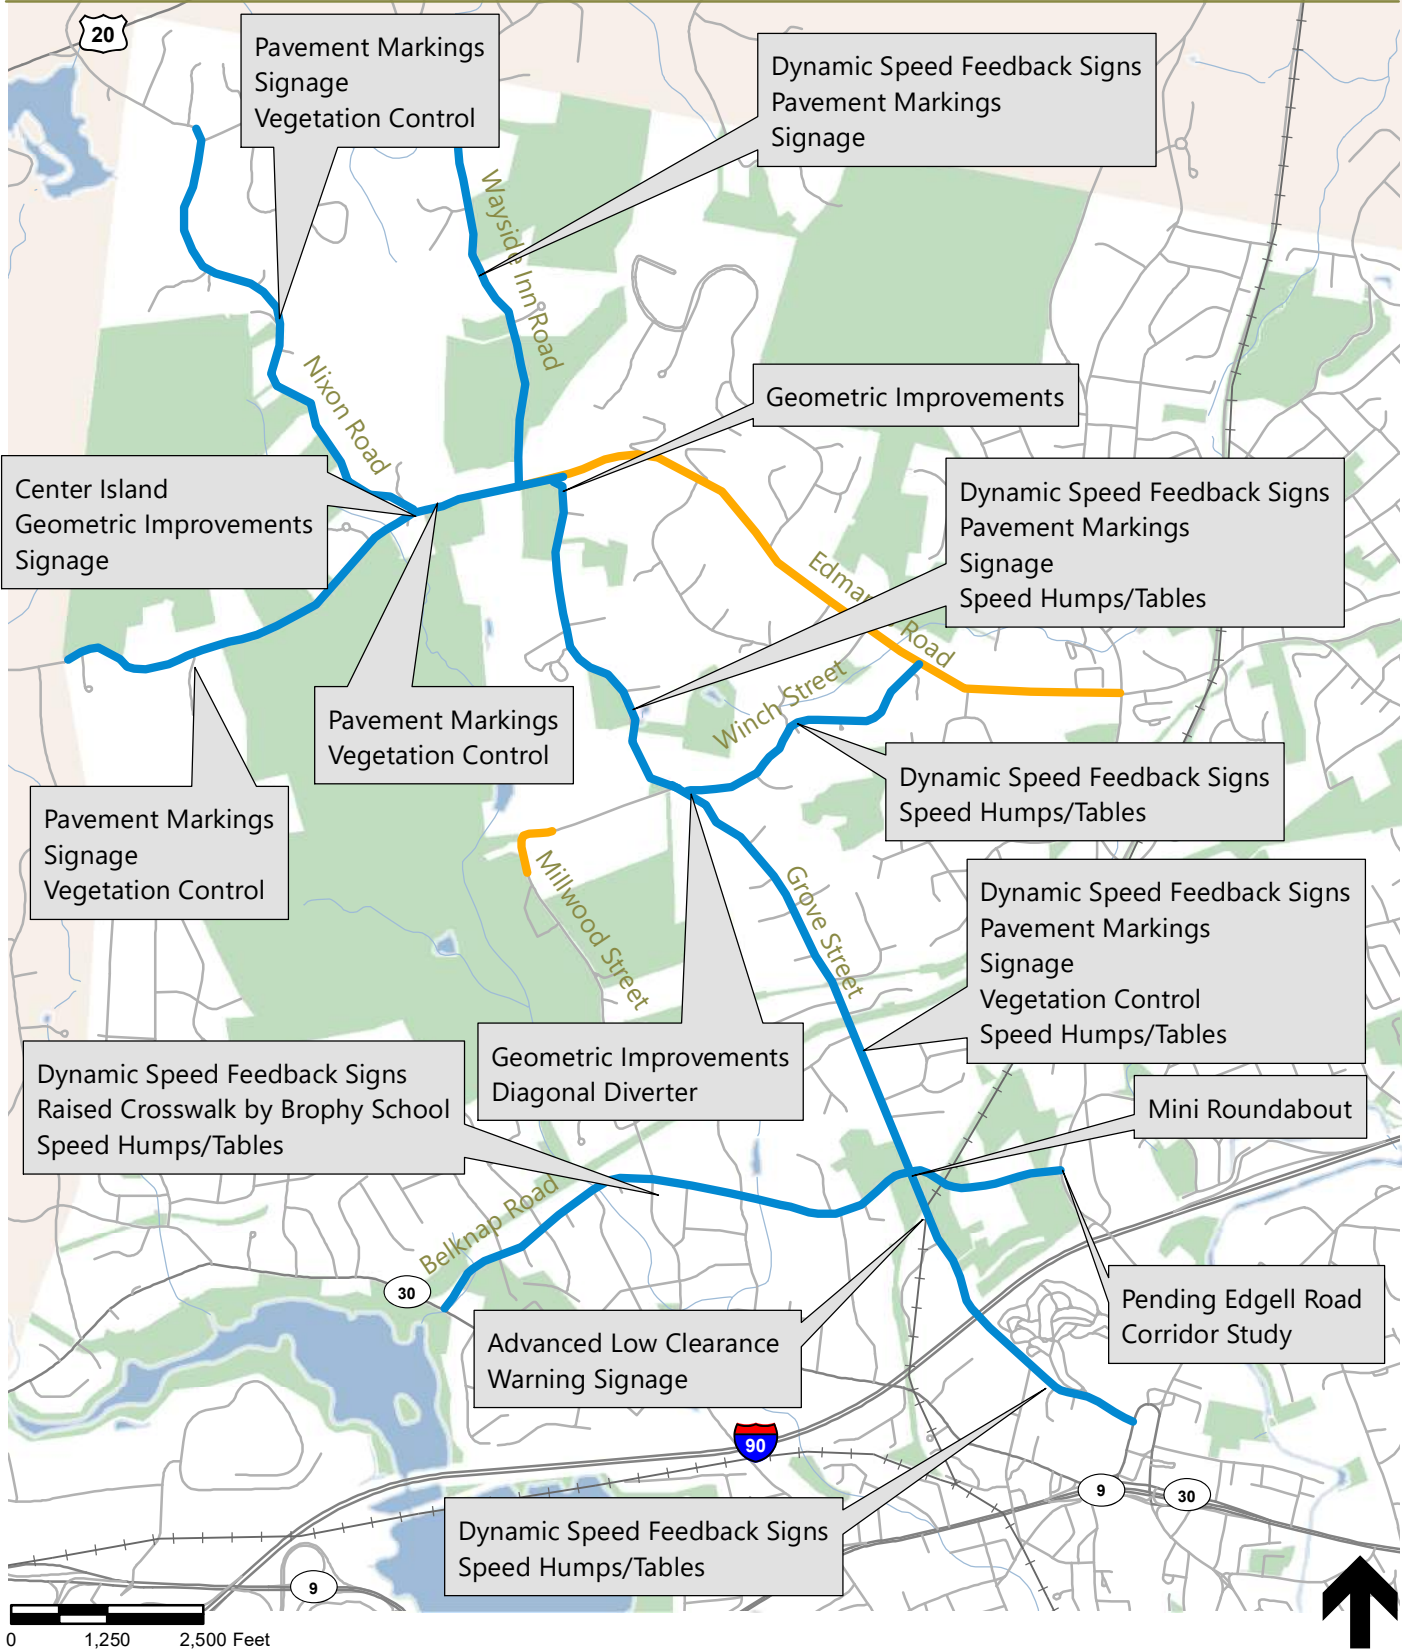 20
Pavement Markings
Signage
Vegetation Control
Dynamic Speed Feedback Signs
Pavement Markings
Signage
Wayside Inn Road
Nixon Road
Geometric Improvements
Center Island
Geometric Improvements
Signage
Dynamic Speed Feedback Signs
Pavement Markings
Signage
Speed Humps/Tables
Road
Winch Street
Pavement Markings
Vegetation Control
Dynamic Speed Feedback Signs
Speed Humps/Tables
Pavement Markings
Signage
Vegetation Control
Millwood Street
Grove Street
Dynamic Speed Feedback Signs
Pavement Markings
Signage
Vegetation Control
Speed Humps/Tables
Geometric Improvements
Diagonal Diverter
Dynamic Speed Feedback Signs
Raised Crosswalk by Brophy School
Speed Humps/Tables
Mini Roundabout
Belknap Road
30
Pending Edgell Road
Corridor Study
Advanced Low Clearance
Warning Signage
90
9
30
Dynamic Speed Feedback Signs
Speed Humps/Tables
9
0 1,250 2,500 Feet